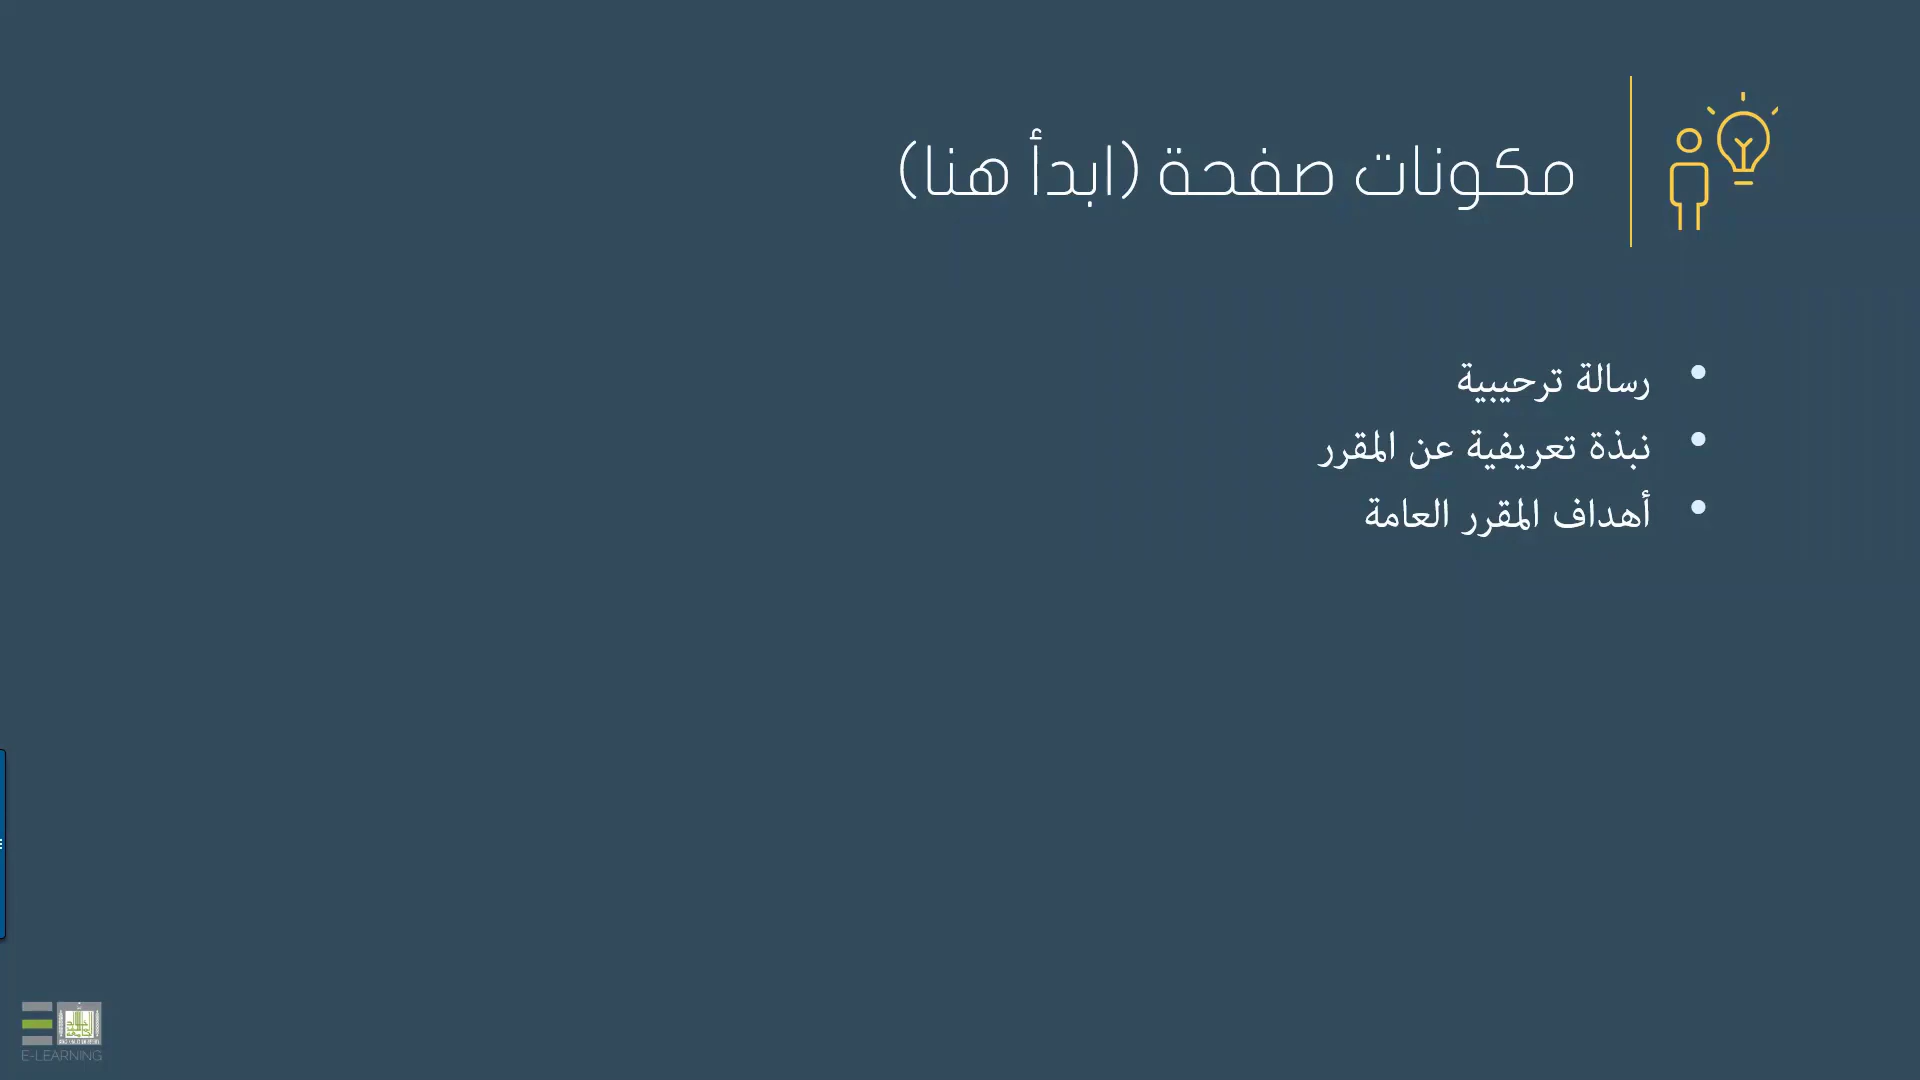 مكونات صفحة (ابدأ هنا)
رسالة ترحيبية
نبذة تعريفية عن المقرر
أهداف المقرر العامة
E-LEARNING